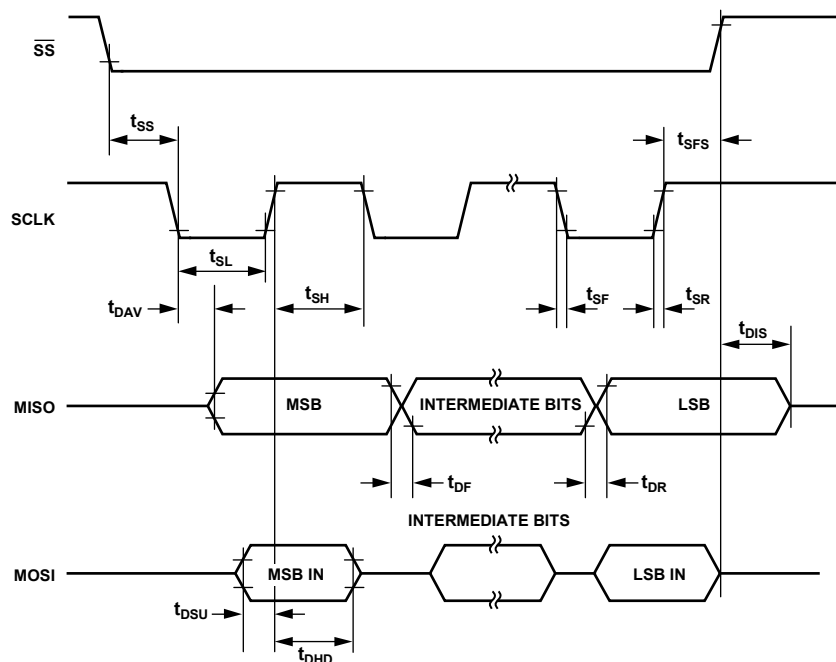 SS
tSS
tSFS
SCLK
tSL
tSH
tSF
tSR
tDAV
tDIS
MISO
MSB
INTERMEDIATE BITS
LSB
tDF
tDR
INTERMEDIATE BITS
MOSI
MSB IN
LSB IN
tDSU
tDHD